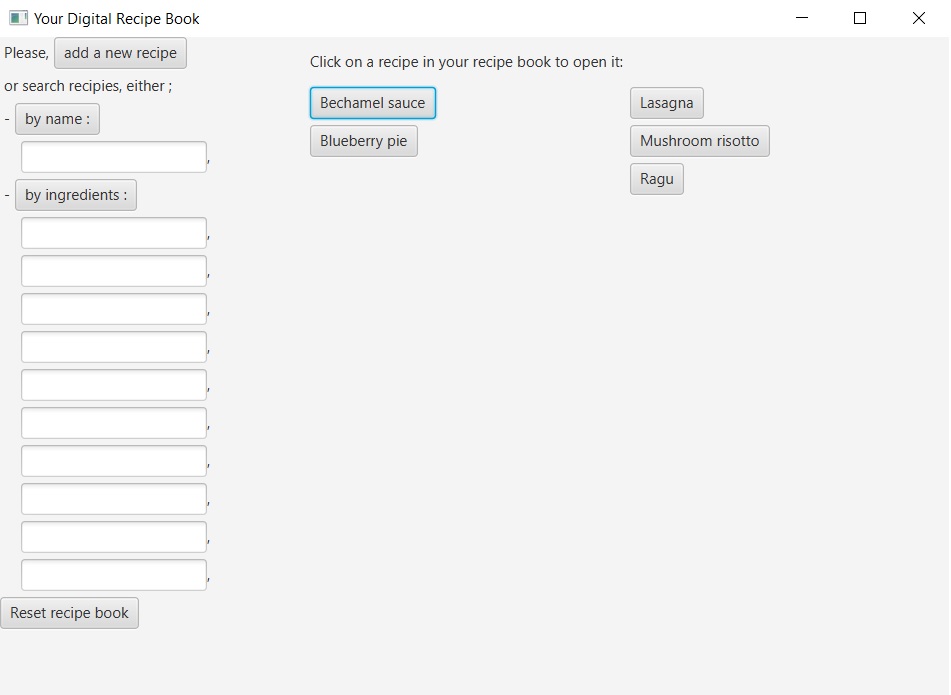 Your Digital Recipe Book
Please, add a new recipe
or search recipies, either ;
- by name :
,
- by ingredients :
,
,
,
,
,
,
,
,
,
,
Reset recipe book
Click on a recipe in your recipe book to open it:
Bechamel sauce
Blueberry pie
Lasagna
Mushroom risotto
Ragu